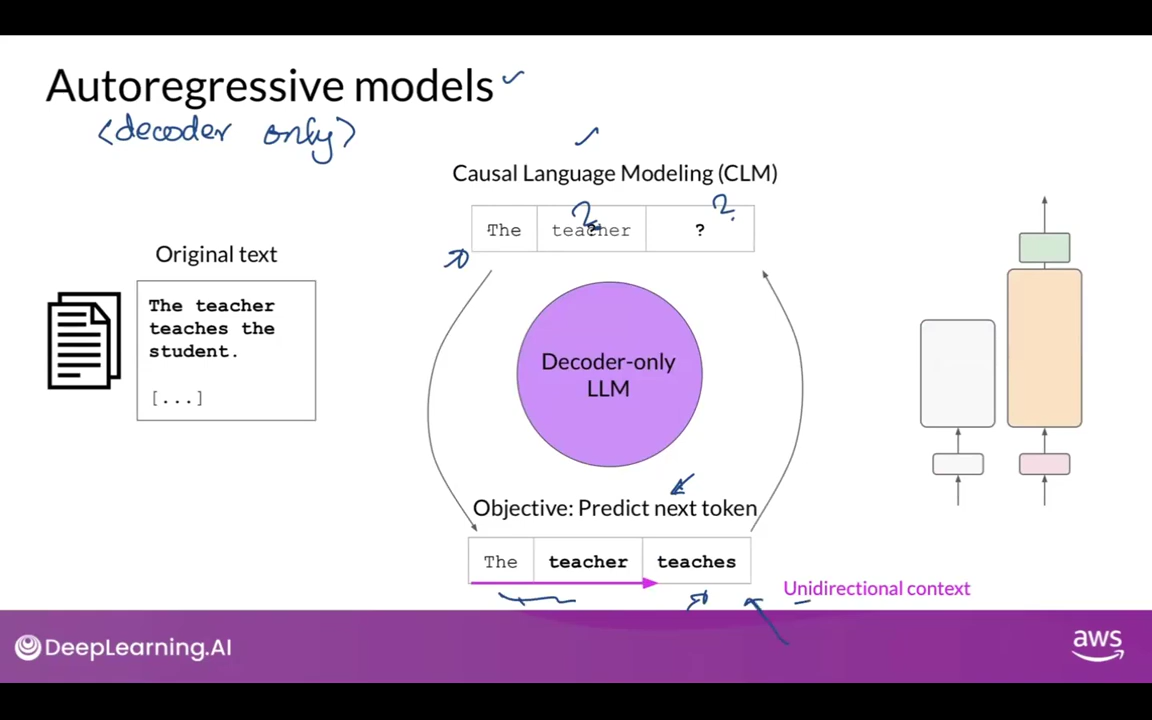 Autoregressive models
<decoder only>
Causal Language Modeling (CLM)
The teacher ?
Original text
The teacher
teaches the
student.
[...]
Decoder-only
LLM
Objective: Predict next token
The teacher teaches
Unidirectional context
DeepLearning.AI
aws